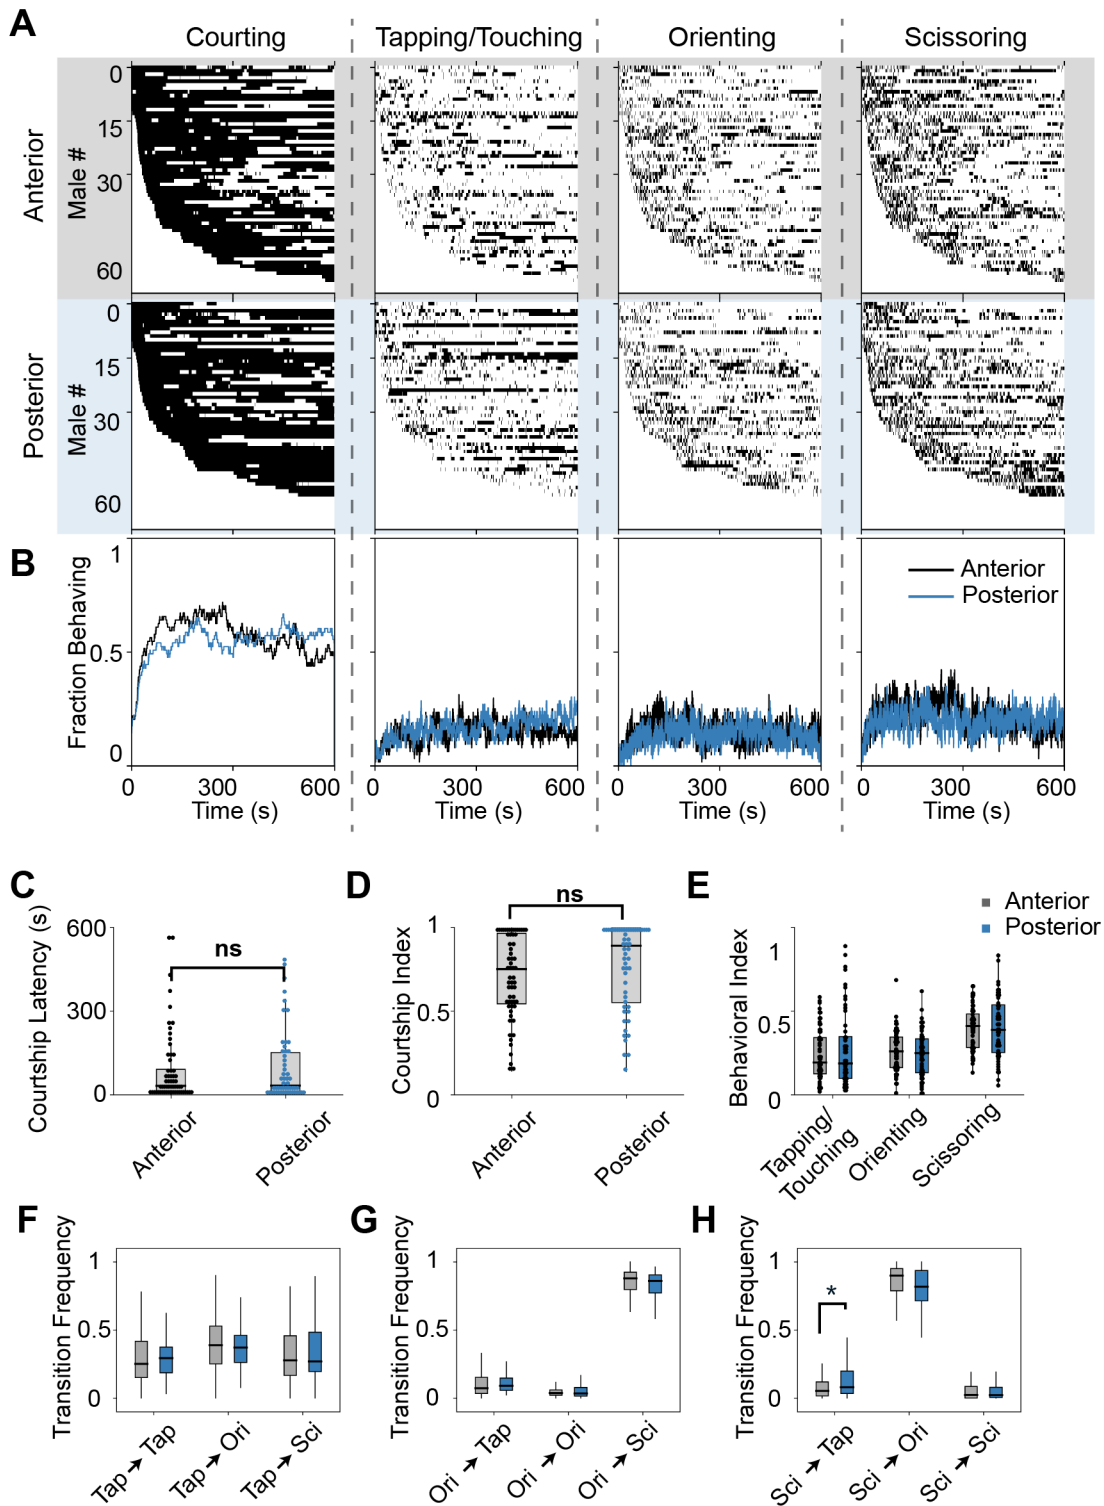 A
Courting
Tapping/Touching
Orienting
Scissoring
Anterior
Male #
0
15
30
60
Posterior
Male #
0
15
30
60
B
Fraction Behaving
1
0.5
0
Anterior
Posterior
0 300 600
Time (s)
0 300 600
Time (s)
0 300 600
Time (s)
0 300 600
Time (s)
C
Courtship Latency (s)
600
300
0
ns
Anterior
Posterior
D
Courtship Index
1
0.5
0
ns
Anterior
Posterior
E
Behavioral Index
1
0.5
0
Anterior
Posterior
Tapping/
Touching
Orienting
Scissoring
F
Transition Frequency
1
0.5
0
Tap → Tap
Tap → Ori
Tap → Sci
G
Transition Frequency
1
0.5
0
Ori → Tap
Ori → Ori
Ori → Sci
H
Transition Frequency
1
0.5
0
*
Sci → Tap
Sci → Ori
Sci → Sci